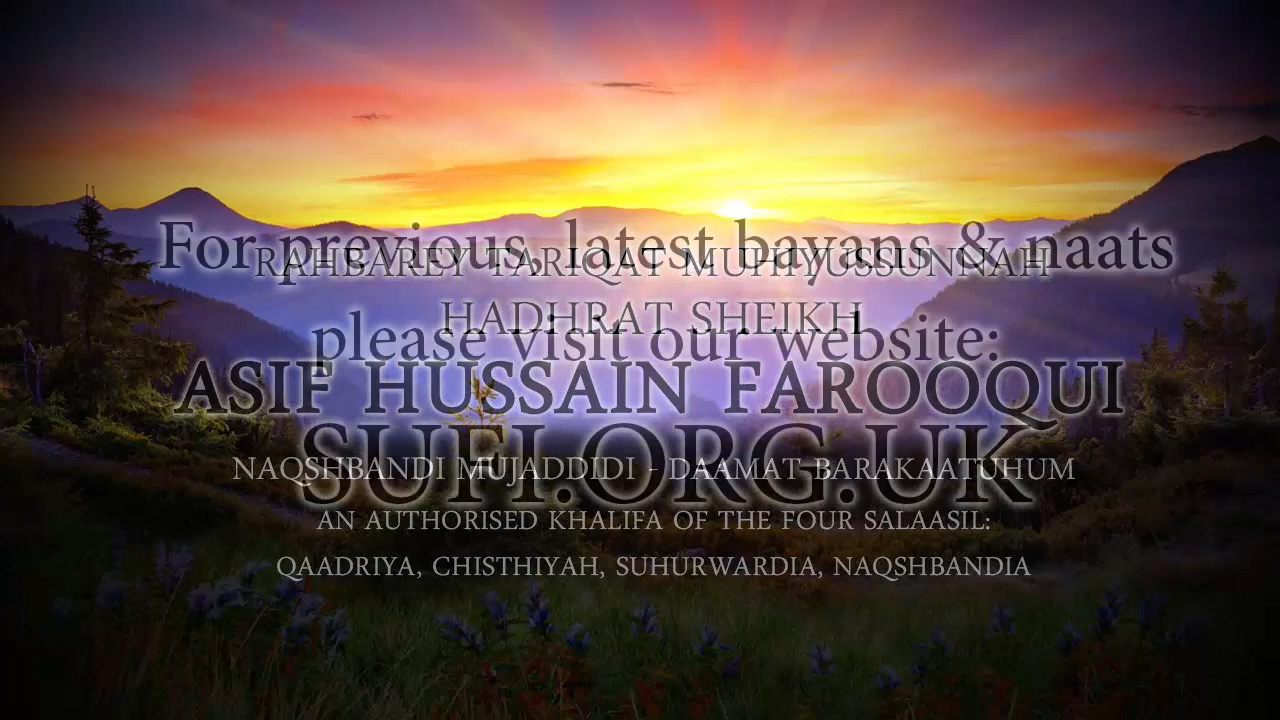 For previous, latest bayans & naats
RAHBAREY TARIQAT MUHIYUSSUNNAH
HADHRAT SHEIKH
please visit our website:
ASIF HUSSAIN FAROOQUI
SUFI.ORG.UK
NAQSHBANDI MUJADDIDI - DAAMAT BARAKAATUHUM
AN AUTHORISED KHALIFA OF THE FOUR SALAASIL:
QAADRIYA, CHISTHIYAH, SUHURWARDIA, NAQSHBANDIA